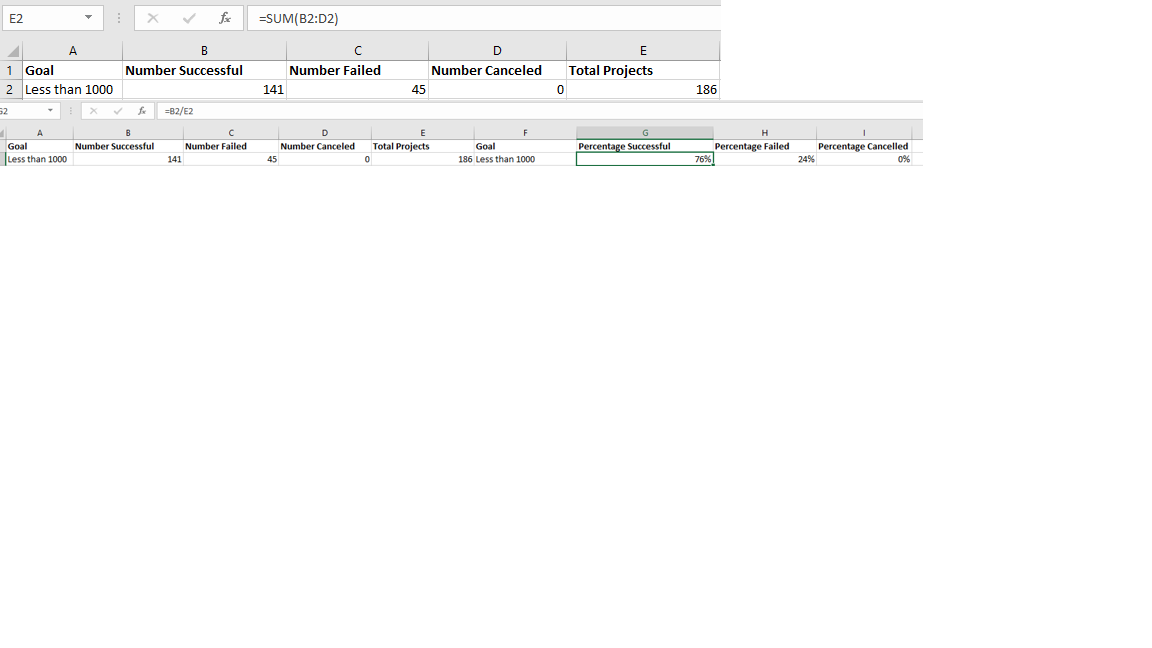 E2 fx =SUM(B2:D2)
A B C D E
1 Goal Number Successful Number Failed Number Canceled Total Projects
2 Less than 1000 141 45 0 186
G2 fx =B2/E2
A B C D E F G H I
Goal Number Successful Number Failed Number Canceled Total Projects Goal Percentage Successful Percentage Failed Percentage Cancelled
Less than 1000 141 45 0 186 Less than 1000 76% 24% 0%